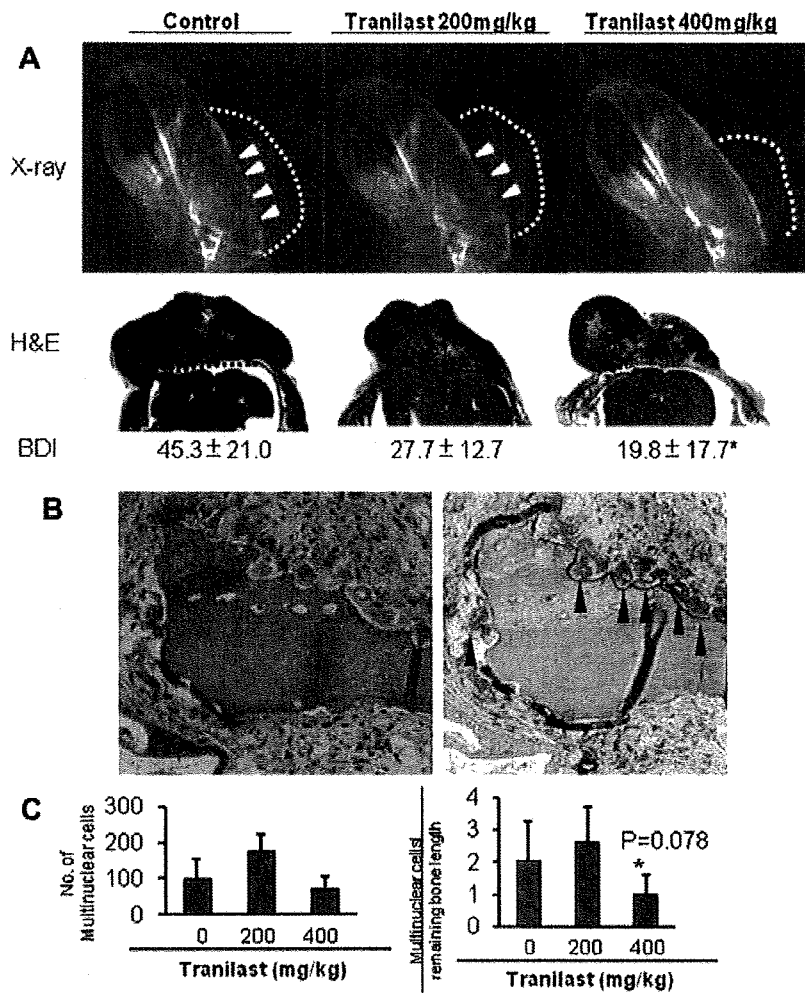 Control Tranilast 200mg/kg Tranilast 400mg/kg
A
X-ray
H&E
BDI 45.3±21.0 27.7±12.7 19.8±17.7*
B
C
No. of
Multinuclear cells
300
200
100
0
0 200 400
Tranilast (mg/kg)
Multinuclear cells/
remaining bone length
4
3
2
1
0
P=0.078
*
0 200 400
Tranilast (mg/kg)